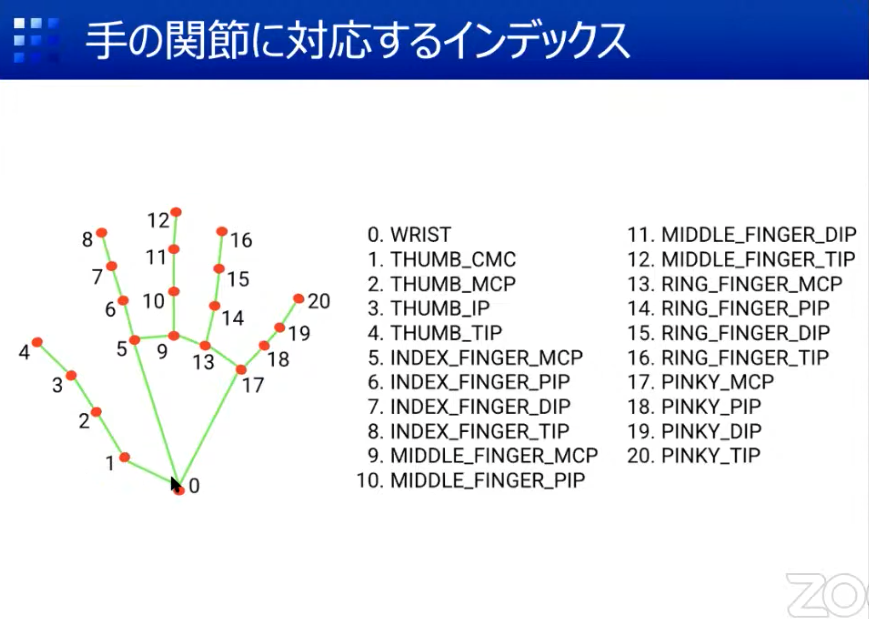 手の関節に対応するインデックス
12
8
16
11
7
15
10
6
14
20
19
5
9
13
18
4
17
3
2
1
0
0. WRIST
1. THUMB_CMC
2. THUMB_MCP
3. THUMB_IP
4. THUMB_TIP
5. INDEX_FINGER_MCP
6. INDEX_FINGER_PIP
7. INDEX_FINGER_DIP
8. INDEX_FINGER_TIP
9. MIDDLE_FINGER_MCP
10. MIDDLE_FINGER_PIP
11. MIDDLE_FINGER_DIP
12. MIDDLE_FINGER_TIP
13. RING_FINGER_MCP
14. RING_FINGER_PIP
15. RING_FINGER_DIP
16. RING_FINGER_TIP
17. PINKY_MCP
18. PINKY_PIP
19. PINKY_DIP
20. PINKY_TIP